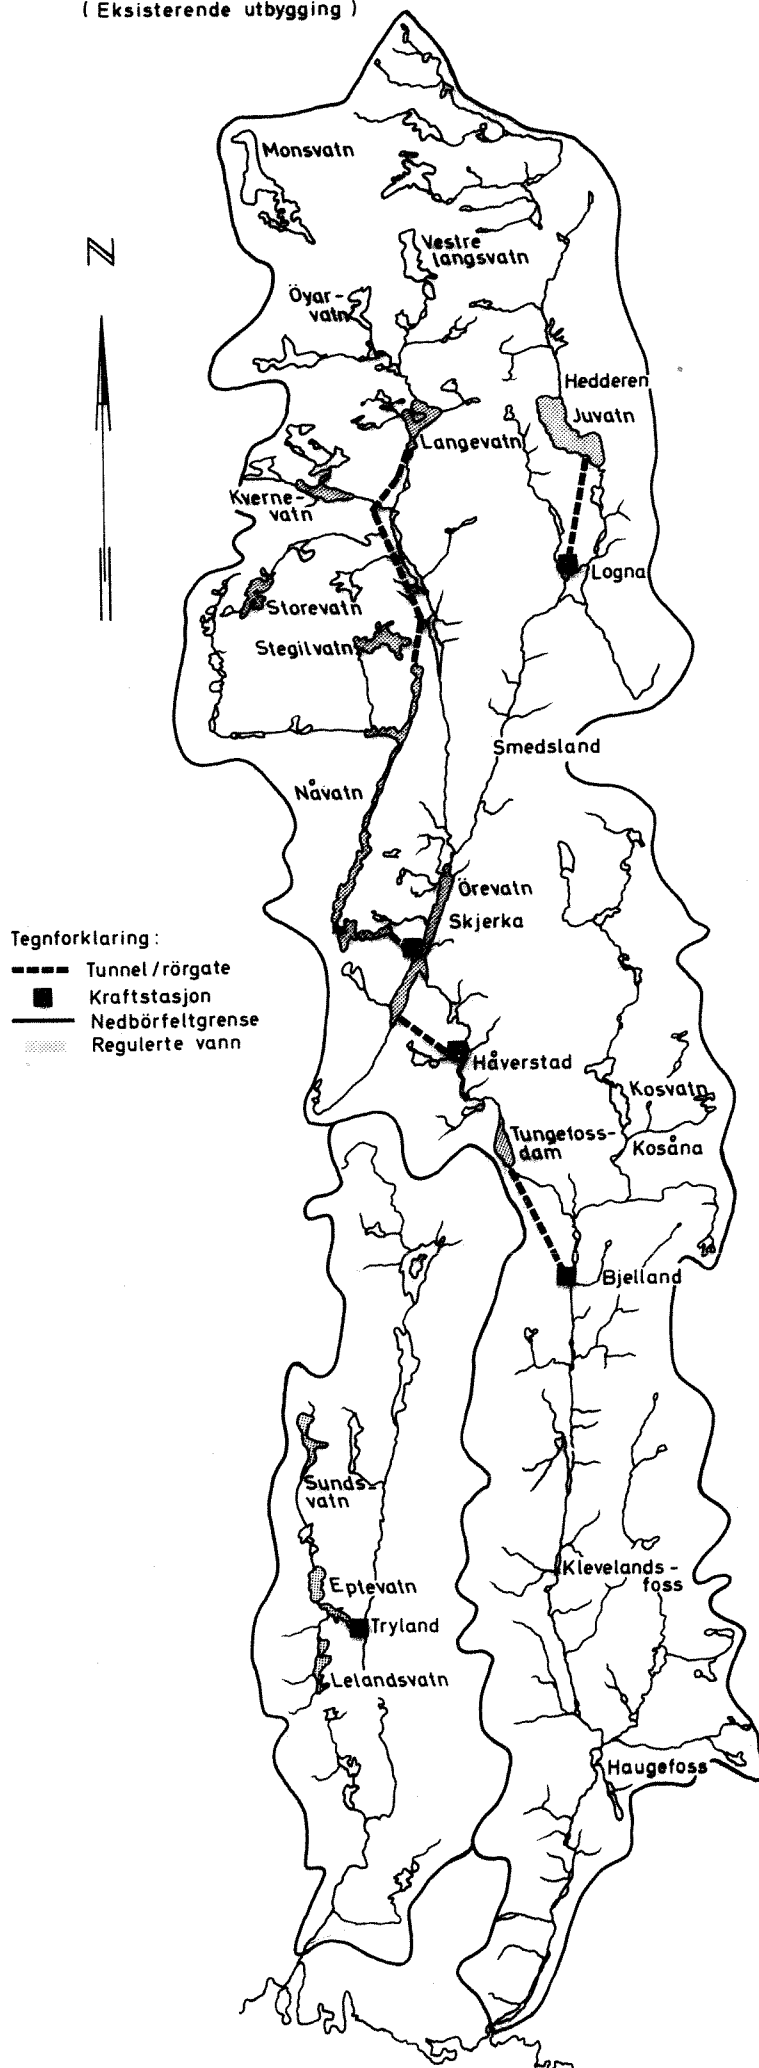 ( Eksisterende utbygging )
Monsvatn
N
Vestre
langsvatn
Öyar-
vatn
Hedderen
Juvatn
Langevatn
Kverne-
vatn
Logna
Storevatn
Stegilvatn
Smedsland
Nåvatn
Örevatn
Skjerka
Tegnforklaring:
Tunnel/rörgate
Kraftstasjon
Nedbörfeltgrense
Regulerte vann
Håverstad
Kosvatn
Tungefoss-
dam
Kosåna
Bjelland
Sunds-
vatn
Klevelands-
foss
Eptevatn
Tryland
Lelandsvatn
Haugefoss